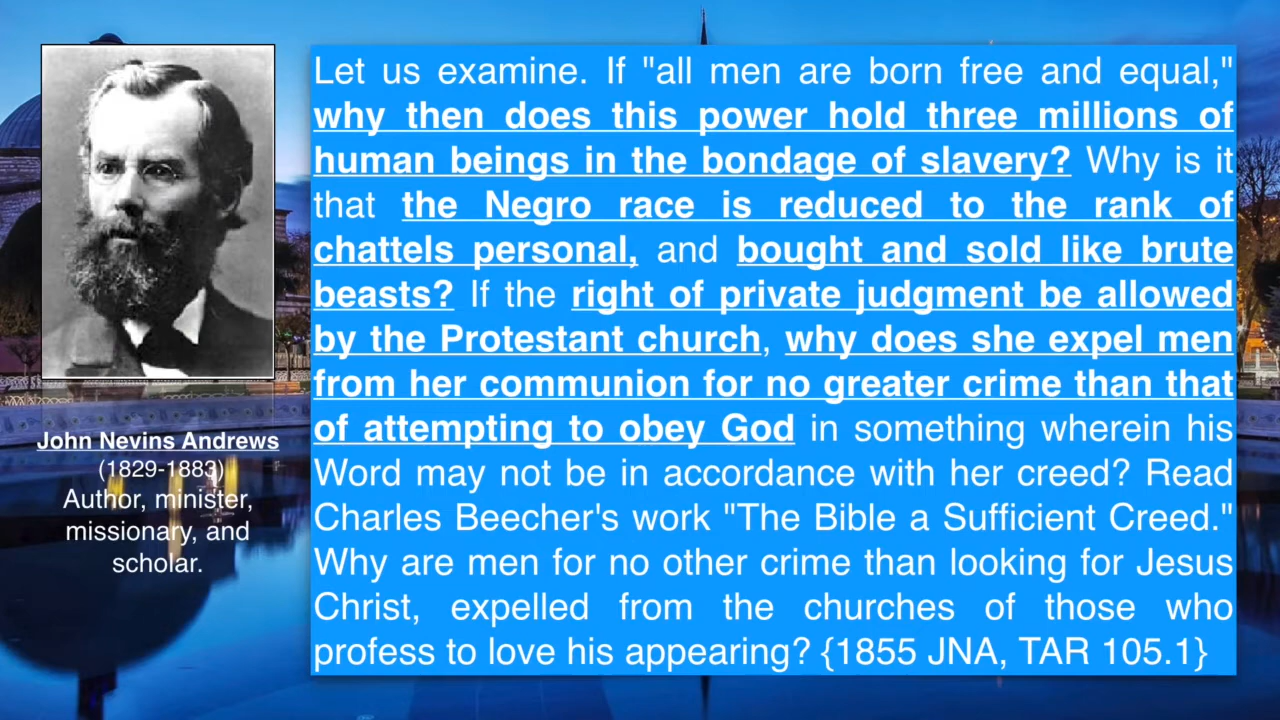 Let us examine. If "all men are born free and equal,"
why then does this power hold three millions of
human beings in the bondage of slavery? Why is it
that the Negro race is reduced to the rank of
chattels personal, and bought and sold like brute
beasts? If the right of private judgment be allowed
by the Protestant church, why does she expel men
from her communion for no greater crime than that
of attempting to obey God in something wherein his
Word may not be in accordance with her creed? Read
Charles Beecher's work "The Bible a Sufficient Creed."
Why are men for no other crime than looking for Jesus
Christ, expelled from the churches of those who
profess to love his appearing? {1855 JNA, TAR 105.1}
John Nevins Andrews
(1829-1883)
Author, minister,
missionary, and
scholar.